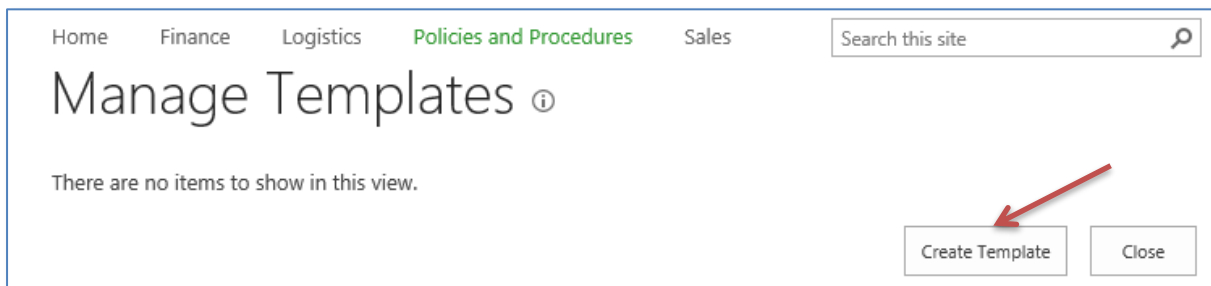 Home Finance Logistics Policies and Procedures Sales Search this site
Manage Templates
There are no items to show in this view.
Create Template Close